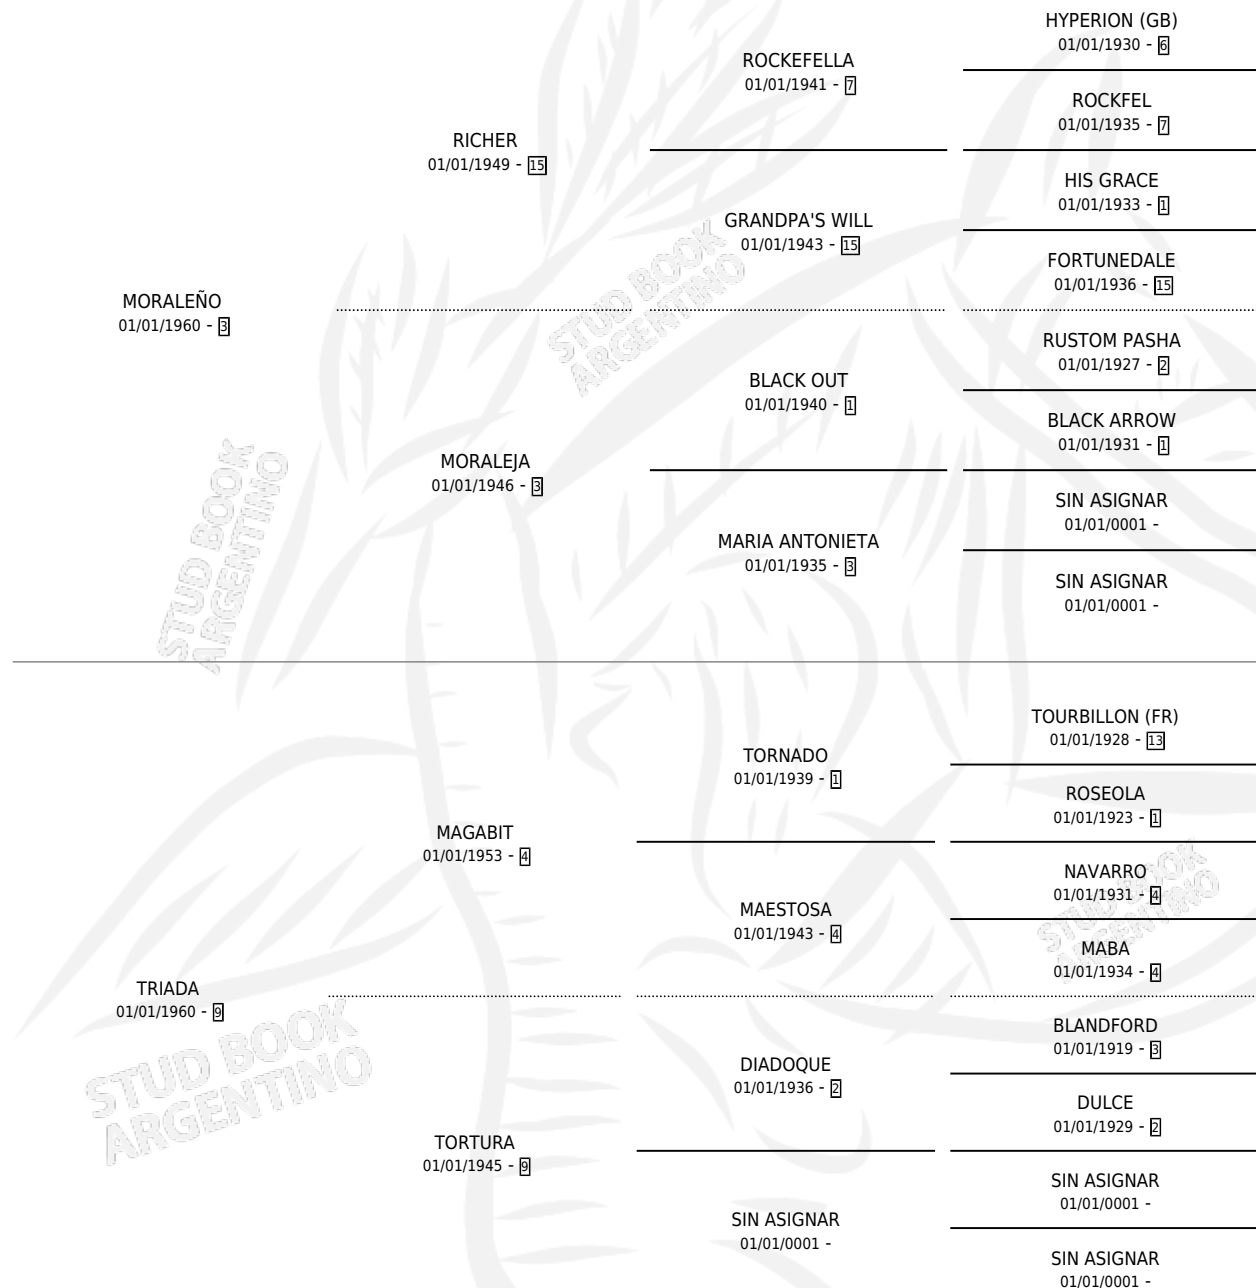 HYPERION (GB)
01/01/1930 - 6
ROCKEFELLA
01/01/1941 - 7
ROCKFEL
01/01/1935 - 7
RICHER
01/01/1949 - 15
HIS GRACE
01/01/1933 - 1
GRANDPA'S WILL
01/01/1943 - 15
FORTUNEDALE
01/01/1936 - 15
MORALEÑO
01/01/1960 - 3
RUSTOM PASHA
01/01/1927 - 2
BLACK OUT
01/01/1940 - 1
BLACK ARROW
01/01/1931 - 1
MORALEJA
01/01/1946 - 3
SIN ASIGNAR
01/01/0001 -
MARIA ANTONIETA
01/01/1935 - 3
SIN ASIGNAR
01/01/0001 -
STUD BOOK
ARGENTINO
STUD BOOK
ARGENTINO
TOURBILLON (FR)
01/01/1928 - 13
TORNADO
01/01/1939 - 1
ROSEOLA
01/01/1923 - 1
MAGABIT
01/01/1953 - 4
NAVARRO
01/01/1931 - 4
MAESTOSA
01/01/1943 - 4
MABA
01/01/1934 - 4
TRIADA
01/01/1960 - 9
BLANDFORD
01/01/1919 - 3
DIADOQUE
01/01/1936 - 2
DULCE
01/01/1929 - 2
TORTURA
01/01/1945 - 9
SIN ASIGNAR
01/01/0001 -
SIN ASIGNAR
01/01/0001 -
SIN ASIGNAR
01/01/0001 -
STUD BOOK
ARGENTINO
STUD BOOK
ARGENTINO